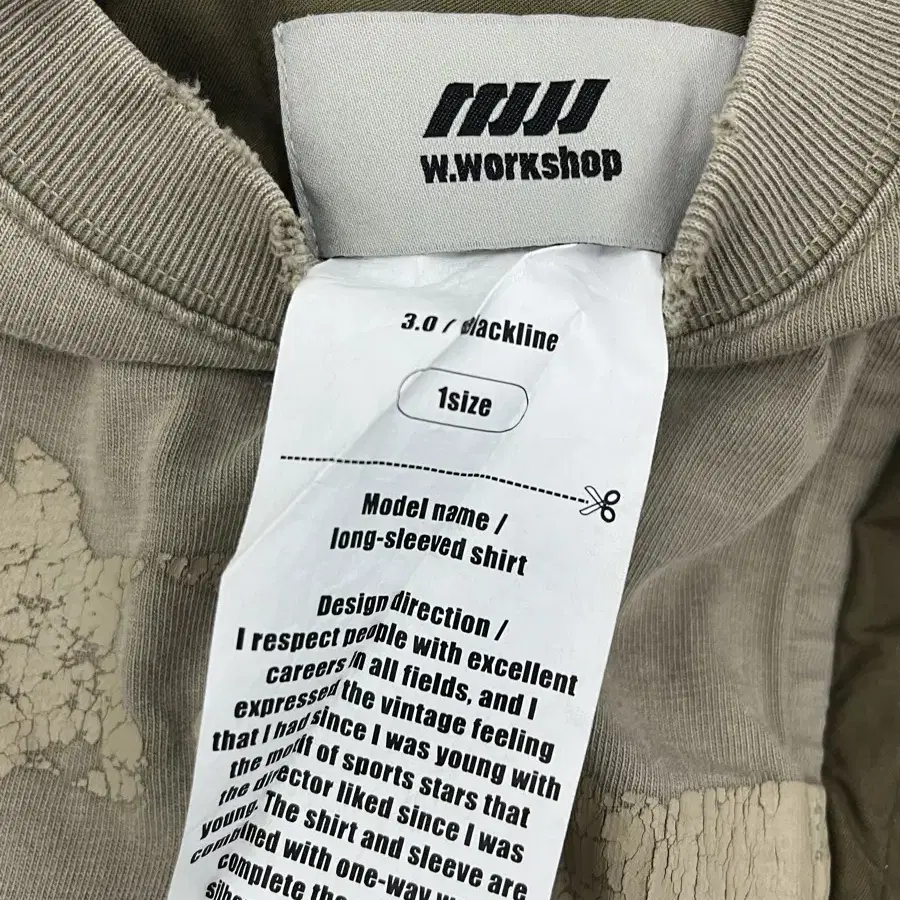 w.workshop
3.0 / blackline
1size
Model name /
long-sleeved shirt
Design direction /
I respect people with excellent
careers in all fields, and I
expressed the vintage feeling
that I had since I was young with
the motif of sports stars that
the director liked since I was
young. The shirt and sleeve are
combined with one-way
complete the